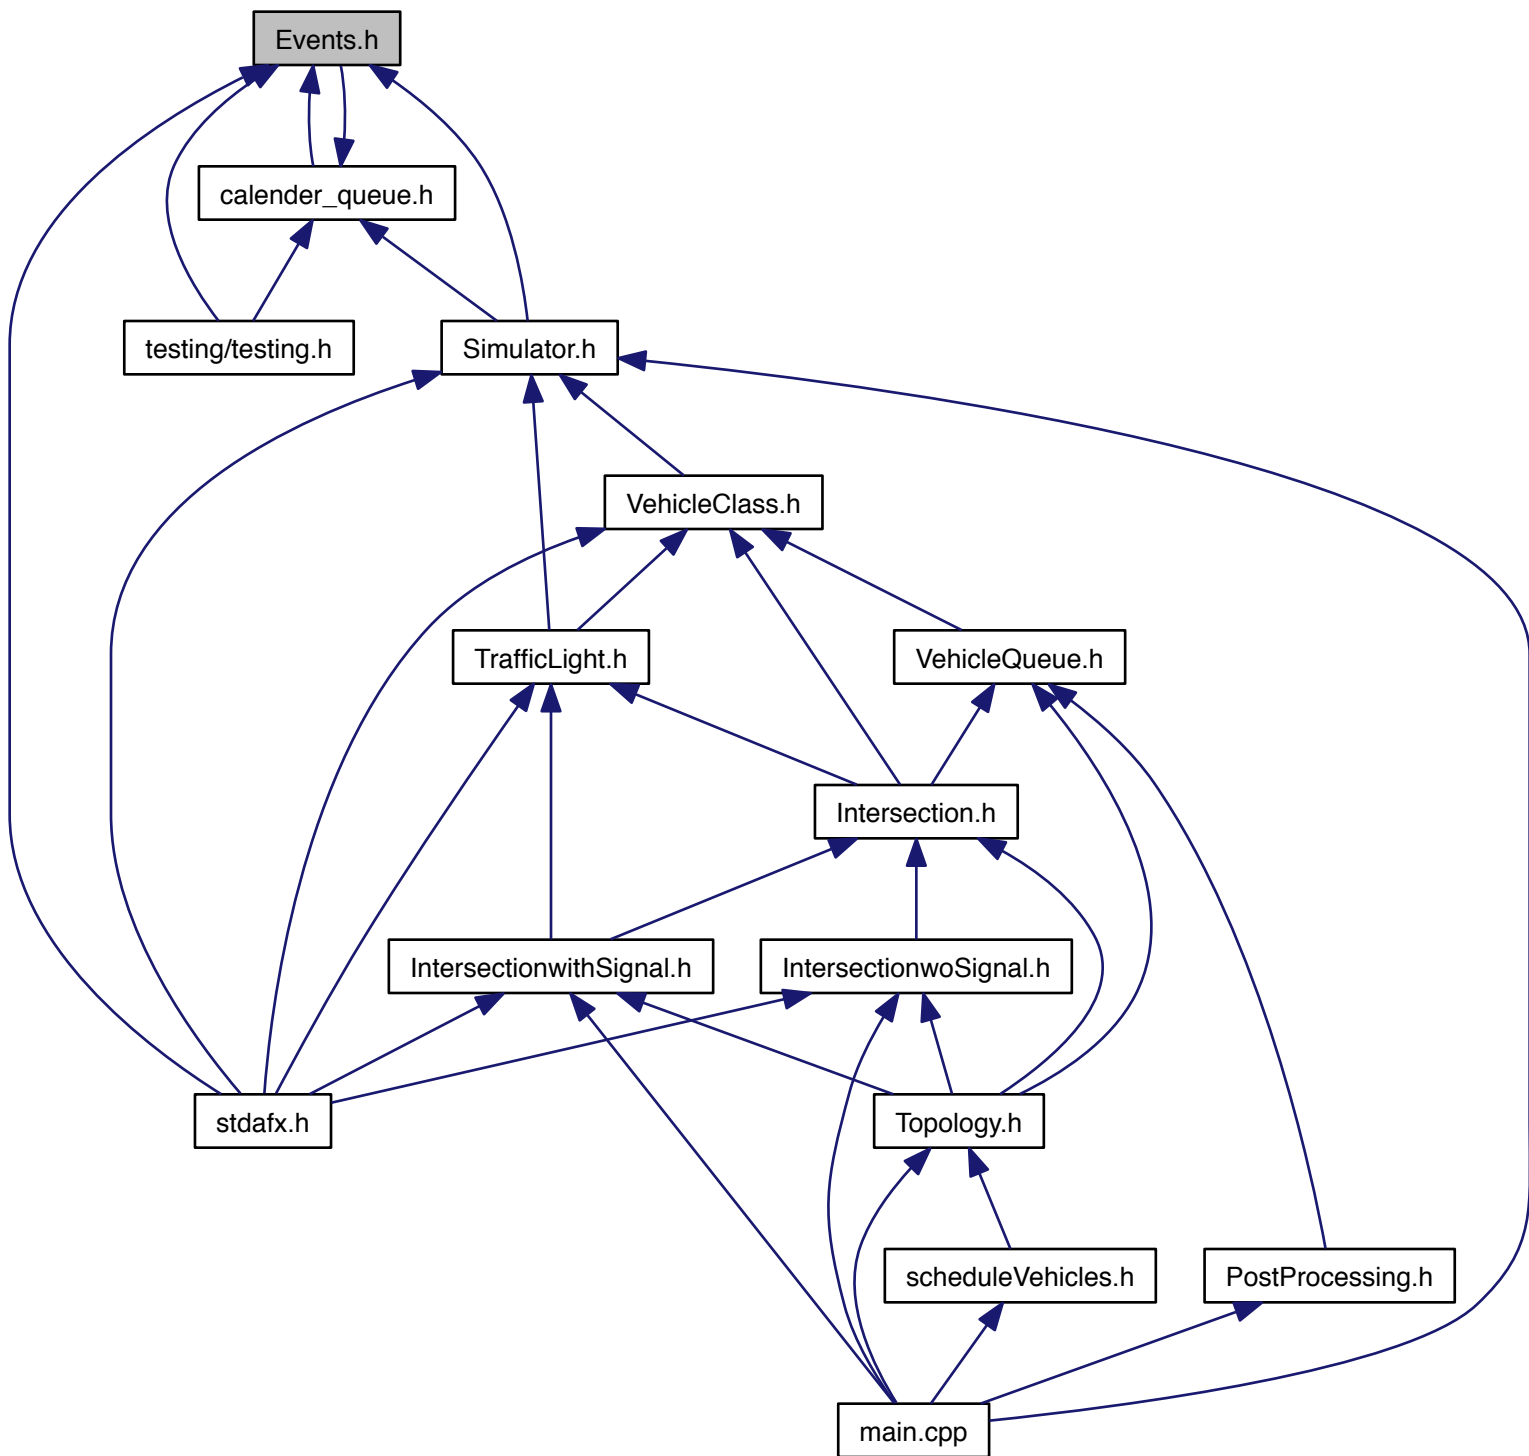 Events.h
calender_queue.h
testing/testing.h
Simulator.h
VehicleClass.h
TrafficLight.h
VehicleQueue.h
Intersection.h
IntersectionwithSignal.h
IntersectionwoSignal.h
stdafx.h
Topology.h
scheduleVehicles.h
PostProcessing.h
main.cpp